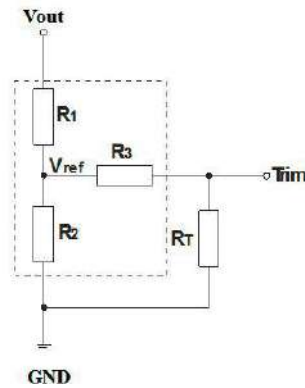 Vout
R1
Vref
R3
Trim
R2
RT
GND